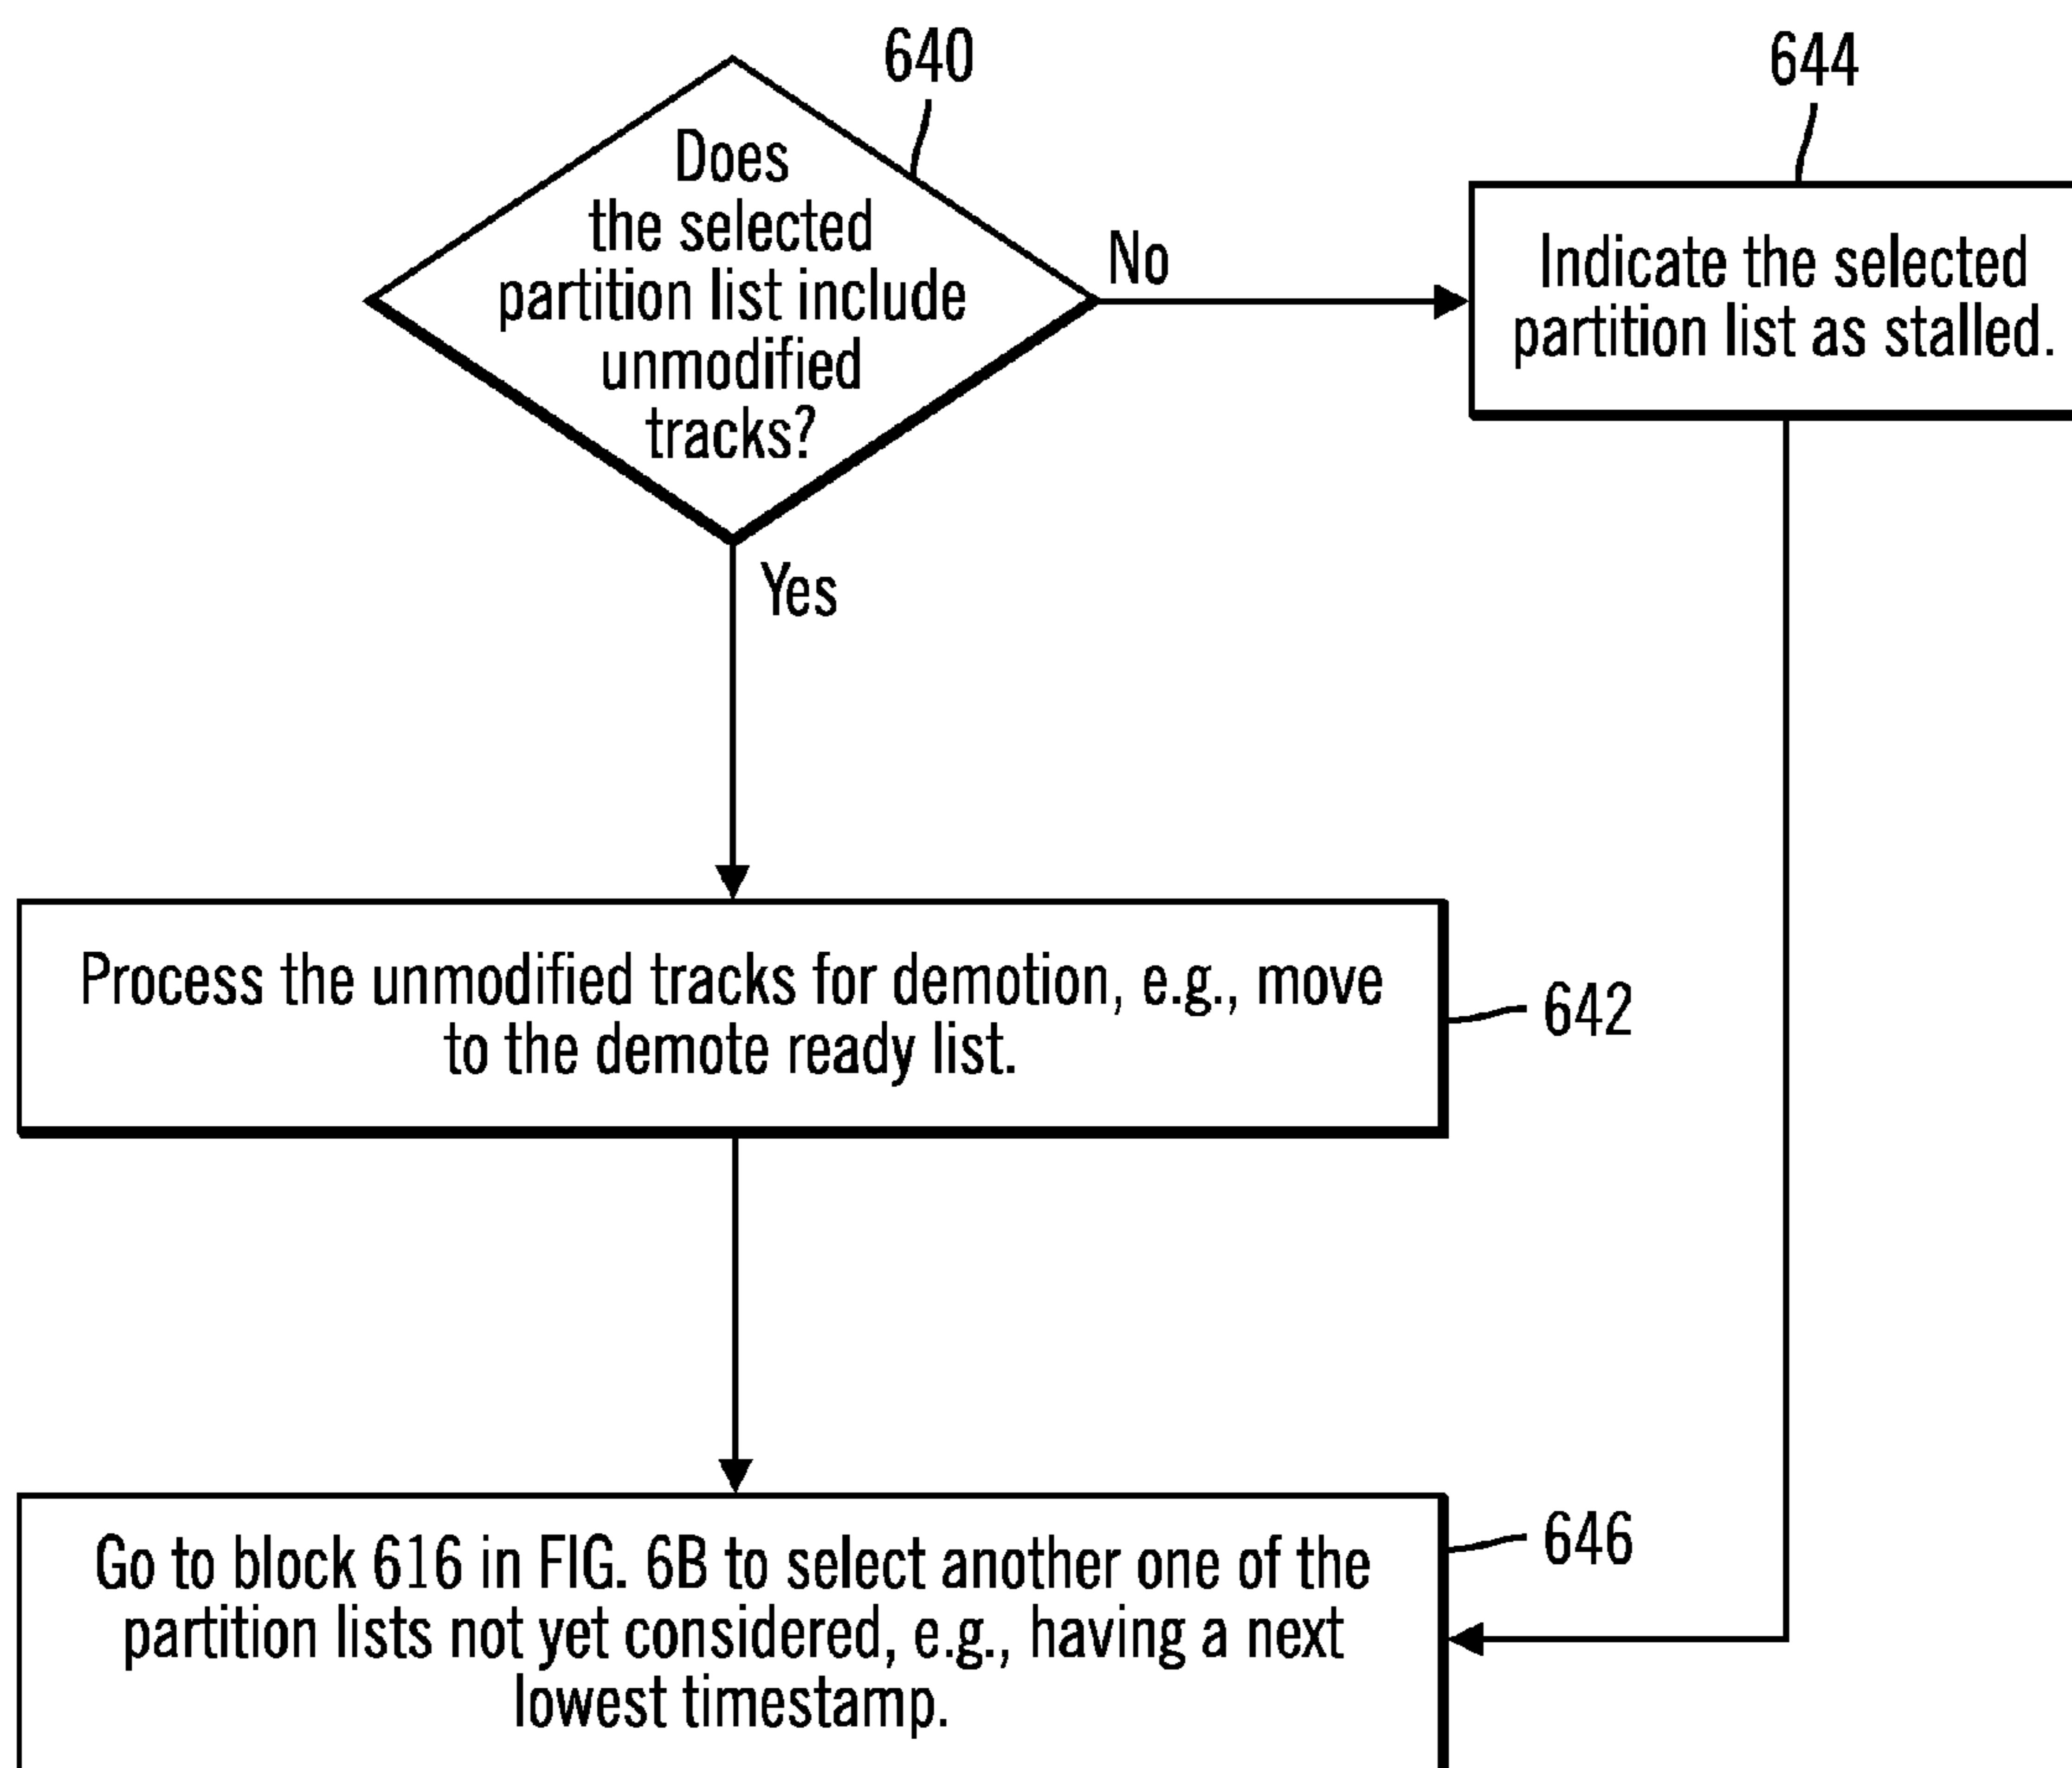 640
Does
the selected
partition list include
unmodified
tracks?
No
Yes
644
Indicate the selected
partition list as stalled.
Process the unmodified tracks for demotion, e.g., move
to the demote ready list.
642
Go to block 616 in FIG. 6B to select another one of the
partition lists not yet considered, e.g., having a next
lowest timestamp.
646